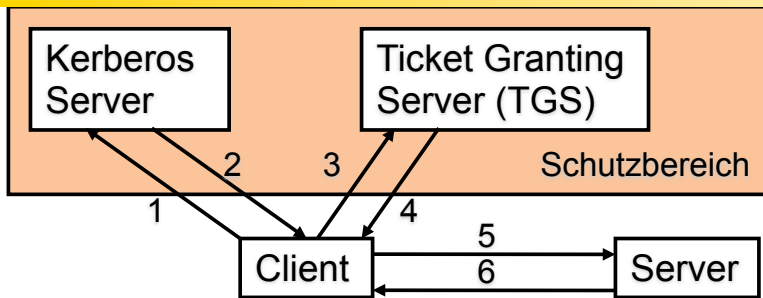 Kerberos
Server
Ticket Granting
Server (TGS)
2
3
Schutzbereich
1
4
5
Client
6
Server